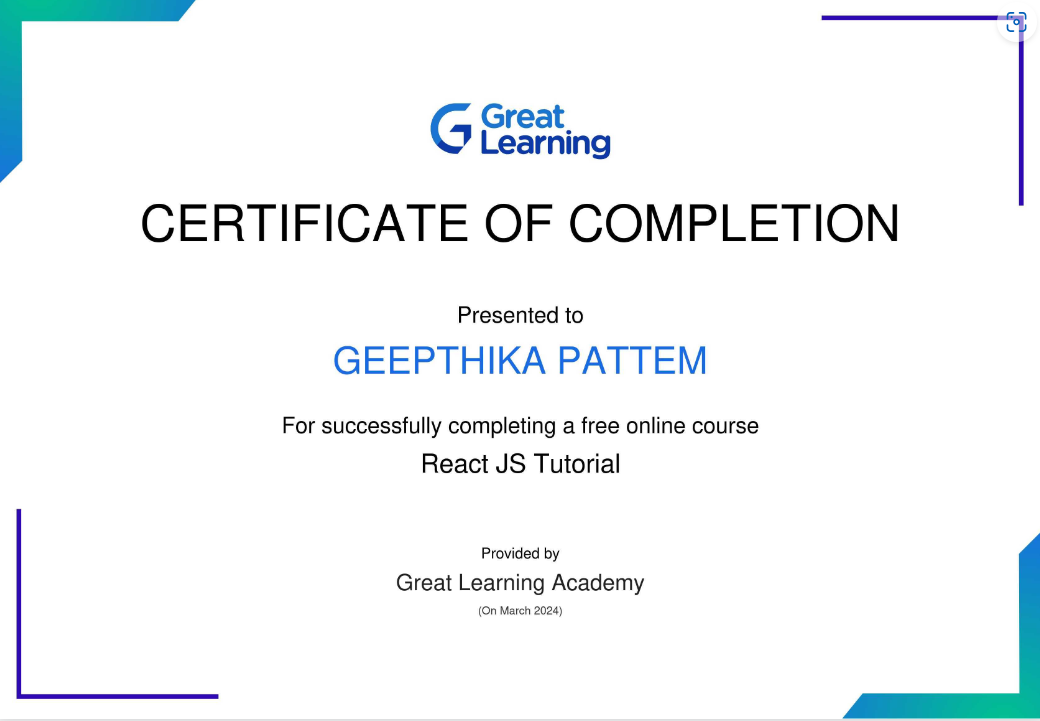 Great
Learning
CERTIFICATE OF COMPLETION
Presented to
GEEPTHIKA PATTEM
For successfully completing a free online course
React JS Tutorial
Provided by
Great Learning Academy
(On March 2024)